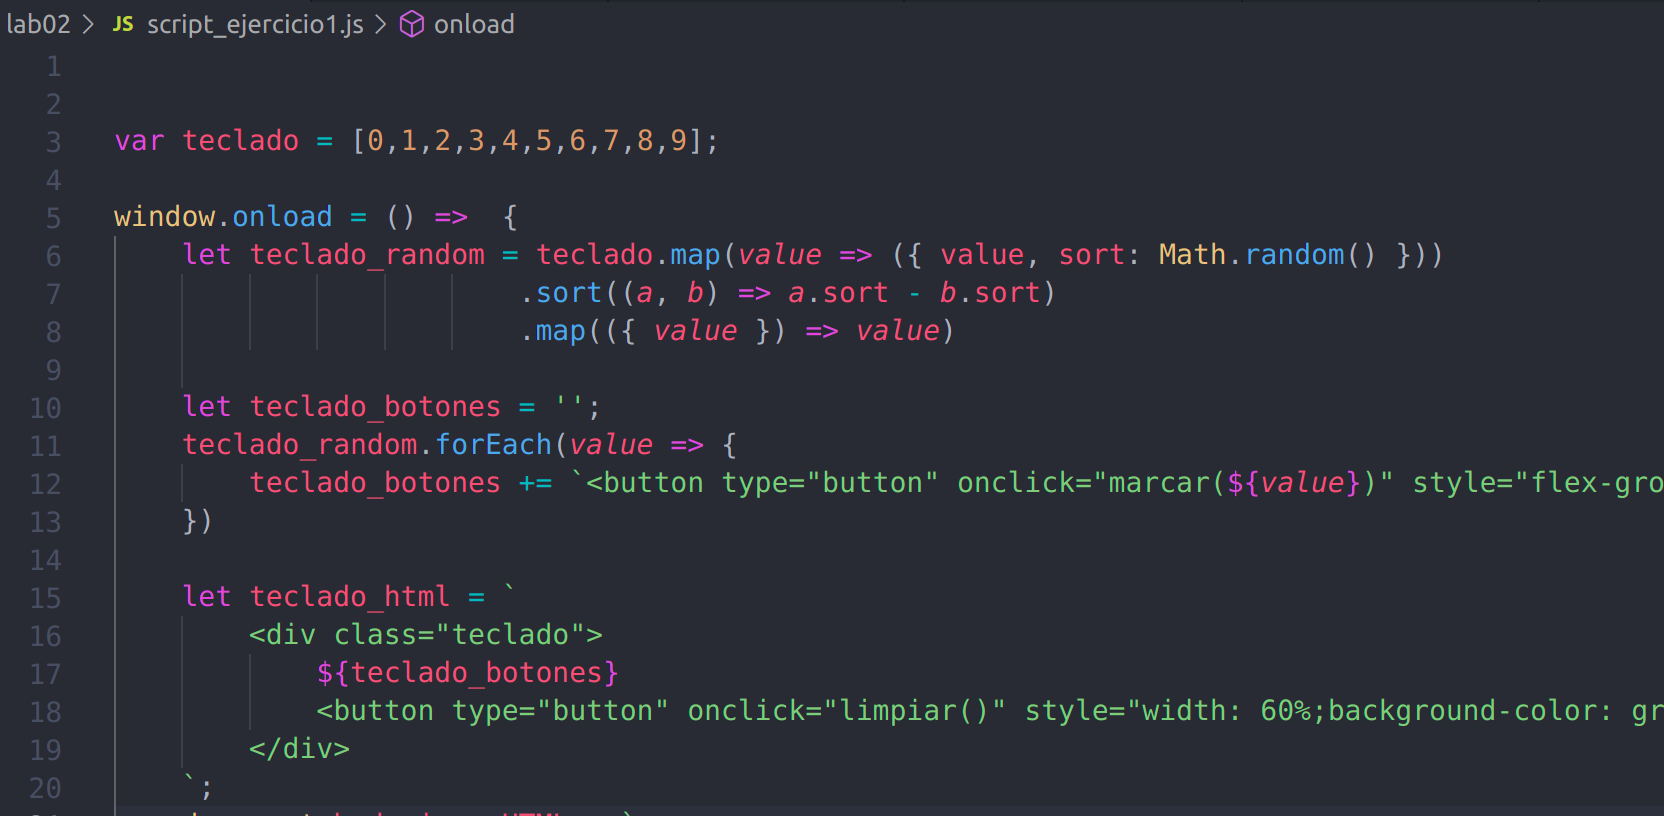 lab02 > JS script_ejercicio1.js > onload
1
2
3 var teclado = [0,1,2,3,4,5,6,7,8,9];
4
5 window.onload = () =>  {
6     let teclado_random = teclado.map(value => ({ value, sort: Math.random() }))
7                         .sort((a, b) => a.sort - b.sort)
8                         .map(({ value }) => value)
9
10     let teclado_botones = '';
11     teclado_random.forEach(value => {
12         teclado_botones += `<button type="button" onclick="marcar(${value})" style="flex-gro
13     })
14
15     let teclado_html = `
16         <div class="teclado">
17             ${teclado_botones}
18             <button type="button" onclick="limpiar()" style="width: 60%;background-color: gr
19         </div>
20     `;